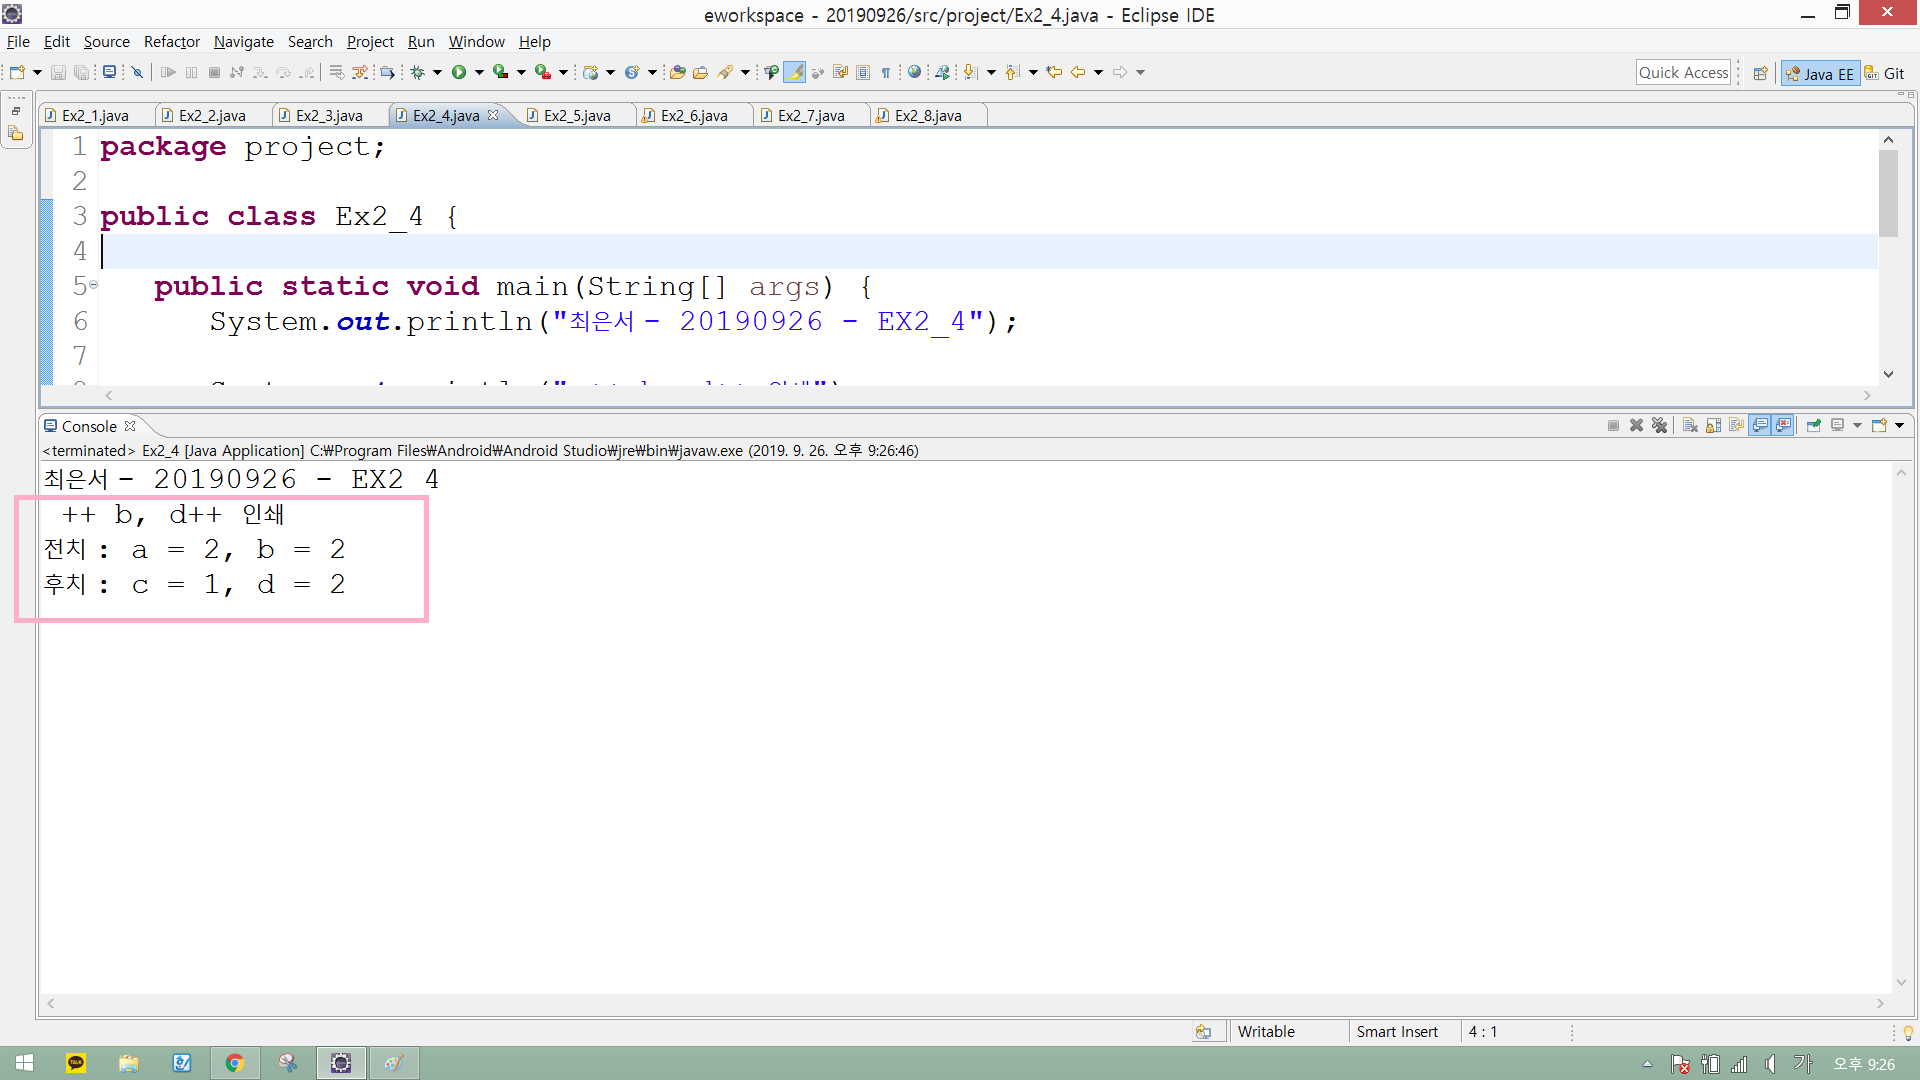 eworkspace - 20190926/src/project/Ex2_4.java - Eclipse IDE
File Edit Source Refactor Navigate Search Project Run Window Help
Quick Access
Java EE
Git
Ex2_1.java
Ex2_2.java
Ex2_3.java
Ex2_4.java
Ex2_5.java
Ex2_6.java
Ex2_7.java
Ex2_8.java
1 package project;
2
3 public class Ex2_4 {
4
5 public static void main(String[] args) {
6 System.out.println("최은서 - 20190926 - EX2_4");
7
Console
<terminated> Ex2_4 [Java Application] C:₩Program Files₩Android₩Android Studio₩jre₩bin₩javaw.exe (2019. 9. 26. 오후 9:26:46)
최은서 - 20190926 - EX2 4
++ b, d++ 인쇄
전치 : a = 2, b = 2
후치 : c = 1, d = 2
Writable
Smart Insert
4 : 1
TALK
가
오후 9:26